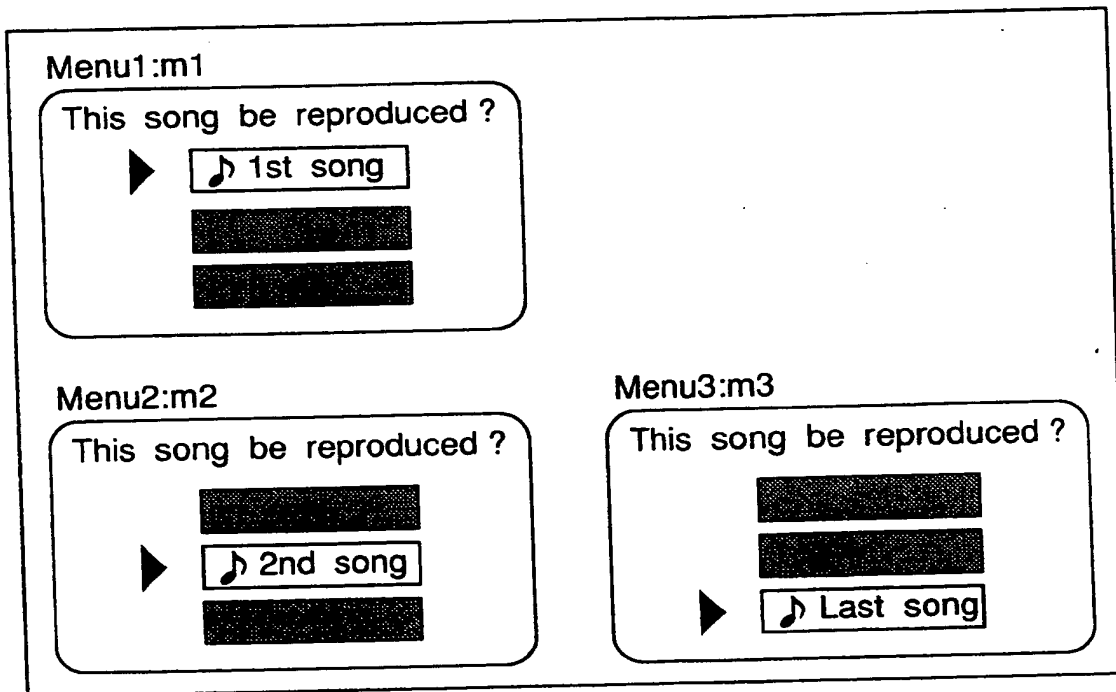 Menu1:m1
This song be reproduced ?
♪ 1st song
Menu2:m2
This song be reproduced ?
♪ 2nd song
Menu3:m3
This song be reproduced ?
♪ Last song